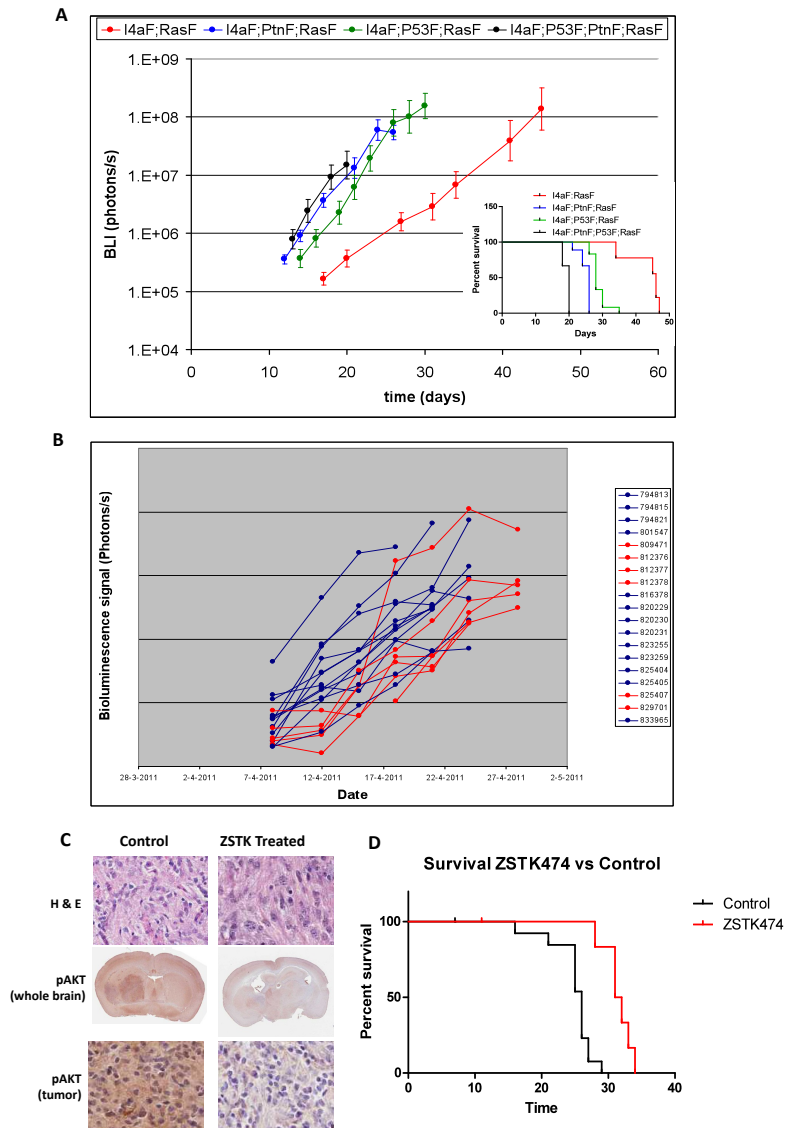 A
I4aF;RasF I4aF;PtnF;RasF I4aF;P53F;RasF I4aF;P53F;PtnF;RasF
1.E+09
1.E+08
1.E+07
1.E+06
1.E+05
1.E+04
BLI (photons/s)
0 10 20 30 40 50 60
time (days)
I4aF;RasF
I4aF;PtnF;RasF
I4aF;P53F;RasF
I4aF;PtnF;P53F;RasF
150
100
50
0
Percent survival
0 10 20 30 40 50
Days
B
Bioluminescence signal (Photons/s)
28-3-2011 2-4-2011 7-4-2011 12-4-2011 17-4-2011 22-4-2011 27-4-2011 2-5-2011
Date
794813
794815
794821
801547
809471
812376
812377
812378
816378
820229
820230
820231
823255
823259
825404
825405
825407
829701
833965
C
Control ZSTK Treated
H & E
pAKT
(whole brain)
pAKT
(tumor)
D
Survival ZSTK474 vs Control
Control
ZSTK474
100
50
0
Percent survival
0 10 20 30 40
Time